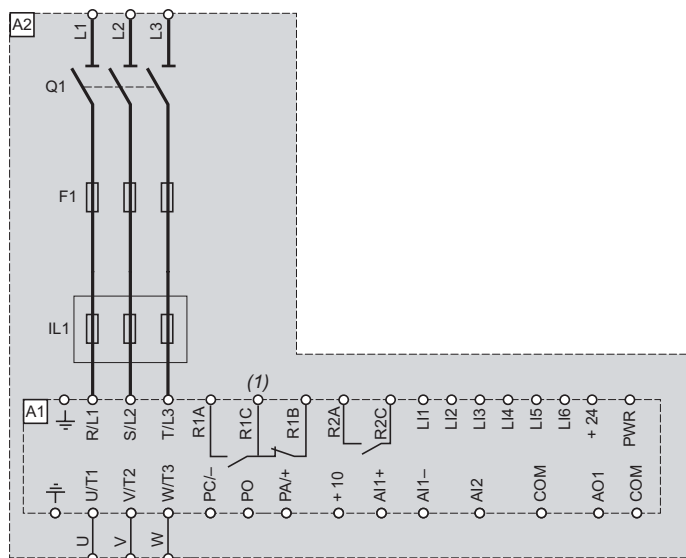 A2
L1
L2
L3
Q1
F1
IL1
(1)
A1
R/L1
S/L2
T/L3
R1A
R1C
R1B
R2A
R2C
LI1
LI2
LI3
LI4
LI5
LI6
+ 24
PWR
U/T1
V/T2
W/T3
PC/–
PO
PA/+
+ 10
AI1+
AI1–
AI2
COM
AO1
COM
U
V
W